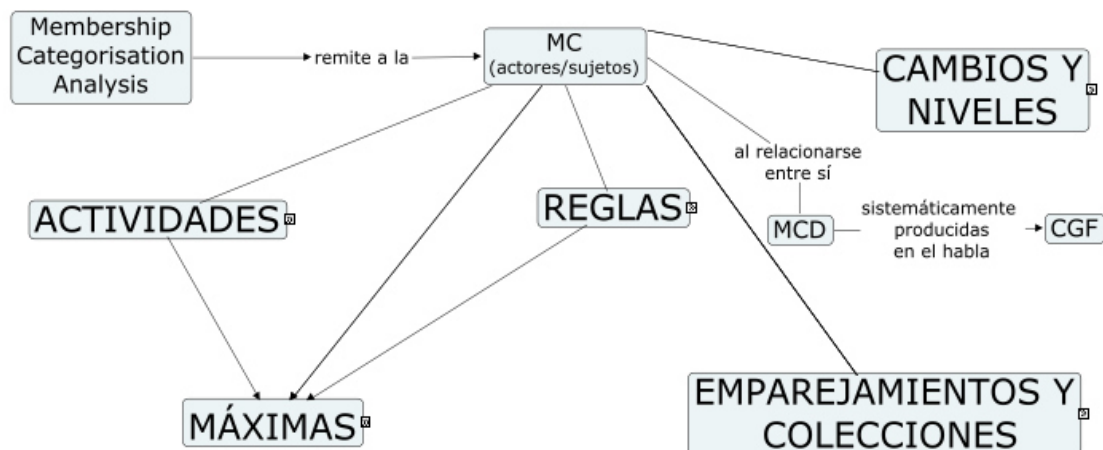 Membership
Categorisation
Analysis
remite a la
MC
(actores/sujetos)
CAMBIOS Y
NIVELES
al relacionarse
entre sí
ACTIVIDADES
REGLAS
MCD
sistemáticamente
producidas
en el habla
CGF
MÁXIMAS
EMPAREJAMIENTOS Y
COLECCIONES